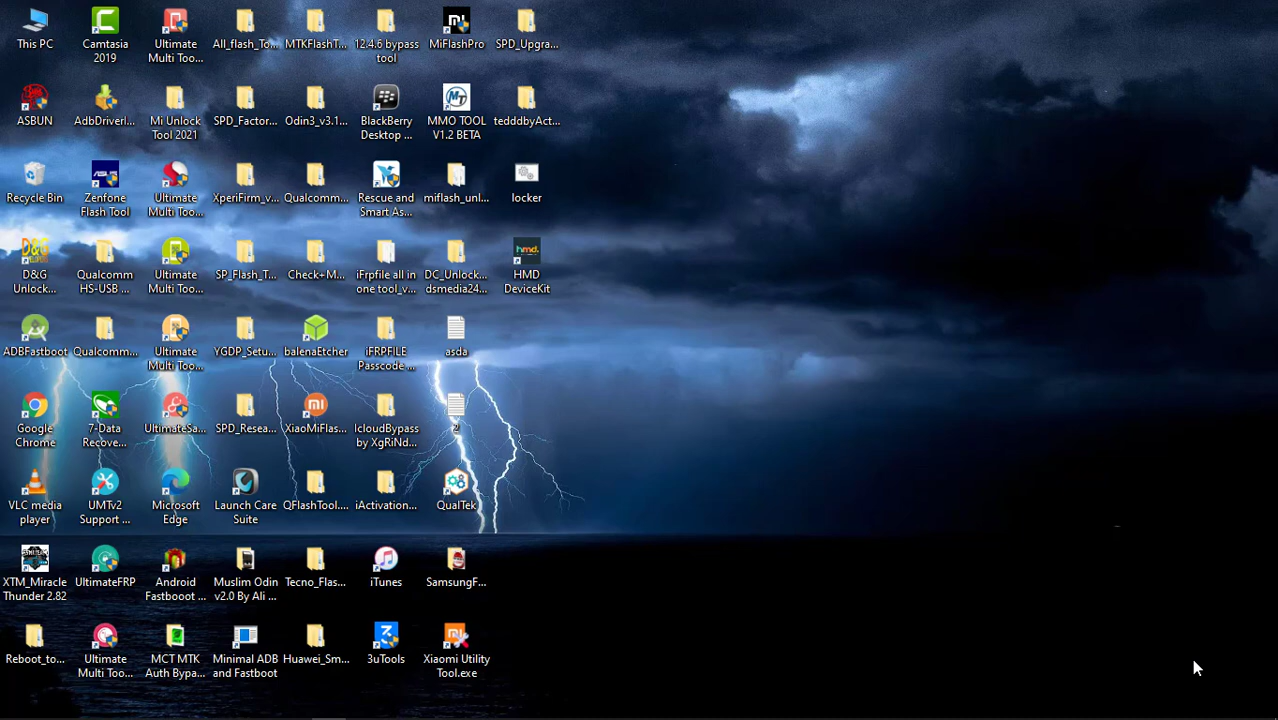 This PC
Camtasia
2019
Ultimate
Multi Too...
All_flash_To...
MTKFlashT...
12.4.6 bypass
tool
MiFlashPro
SPD_Upgra...
ASBUN
AdbDriverI...
Mi Unlock
Tool 2021
SPD_Factor...
Odin3_v3.1...
BlackBerry
Desktop ...
MMO TOOL
V1.2 BETA
tedddbyAct...
Recycle Bin
Zenfone
Flash Tool
Ultimate
Multi Too...
XperiFirm_v...
Qualcomm...
Rescue and
Smart As...
miflash_unl...
locker
D&G
Unlock...
Qualcomm
HS-USB ...
Ultimate
Multi Too...
SP_Flash_T...
Check+M...
iFrpfile all in
one tool_v...
DC_Unlock...
dsmedia24...
hmd.
HMD
DeviceKit
ADBFastboot
Qualcomm...
Ultimate
Multi Too...
YGDP_Setu...
balenaEtcher
iFRPFILE
Passcode ...
asda
Google
Chrome
7-Data
Recove...
UltimateSa...
SPD_Resea...
XiaoMiFlas...
IcloudBypass
by XgRiNd...
2
VLC media
player
UMTv2
Support ...
Microsoft
Edge
Launch Care
Suite
QFlashTool...
iActivation...
QualTek
XTM_Miracle
Thunder 2.82
UltimateFRP
Android
Fastbooot ...
Muslim Odin
v2.0 By Ali ...
Tecno_Flas...
iTunes
SamsungF...
Reboot_to...
Ultimate
Multi Too...
MCT MTK
Auth Bypa...
Minimal ADB
and Fastboot
Huawei_Sm...
3uTools
Xiaomi Utility
Tool.exe